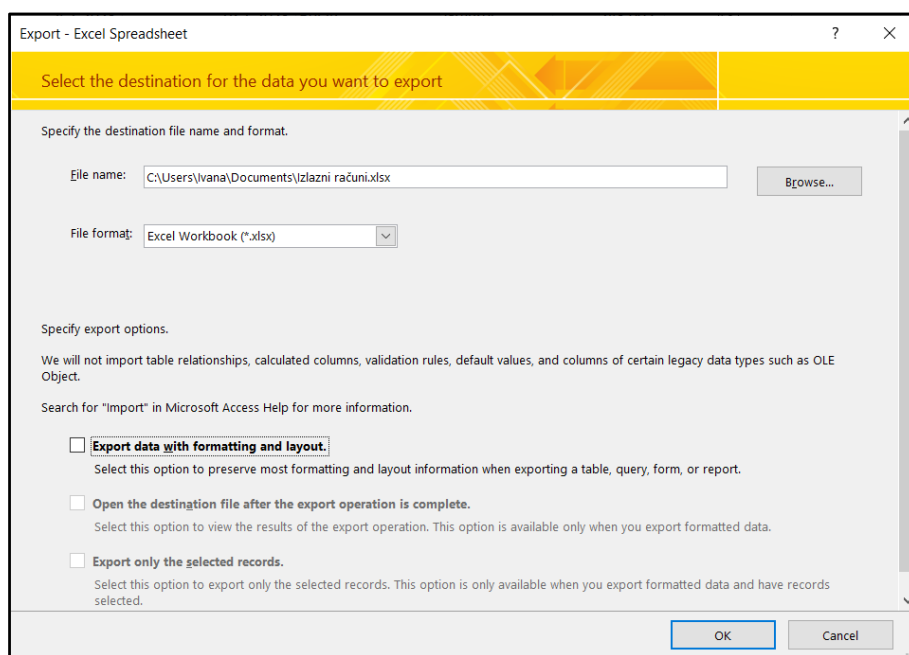 Export - Excel Spreadsheet
Select the destination for the data you want to export
Specify the destination file name and format.
File name: C:\Users\Ivana\Documents\Izlazni računi.xlsx Browse...
File format: Excel Workbook (*.xlsx)
Specify export options.
We will not import table relationships, calculated columns, validation rules, default values, and columns of certain legacy data types such as OLE
Object.
Search for "Import" in Microsoft Access Help for more information.
Export data with formatting and layout.
Select this option to preserve most formatting and layout information when exporting a table, query, form, or report.
Open the destination file after the export operation is complete.
Select this option to view the results of the export operation. This option is available only when you export formatted data.
Export only the selected records.
Select this option to export only the selected records. This option is only available when you export formatted data and have records
selected.
OK Cancel